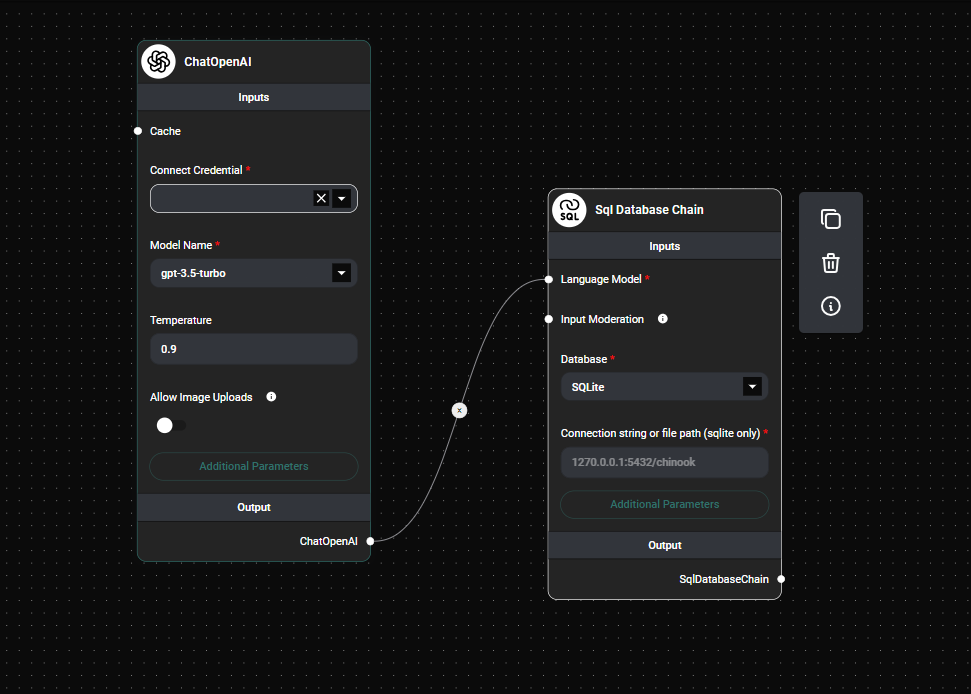 ChatOpenAI
Inputs
Cache
Connect Credential *
Model Name *
gpt-3.5-turbo
Temperature
0.9
Allow Image Uploads
Additional Parameters
Output
ChatOpenAI
SQL
Sql Database Chain
Inputs
Language Model *
Input Moderation
Database *
SQLite
Connection string or file path (sqlite only) *
1270.0.0.1:5432/chinook
Additional Parameters
Output
SqlDatabaseChain